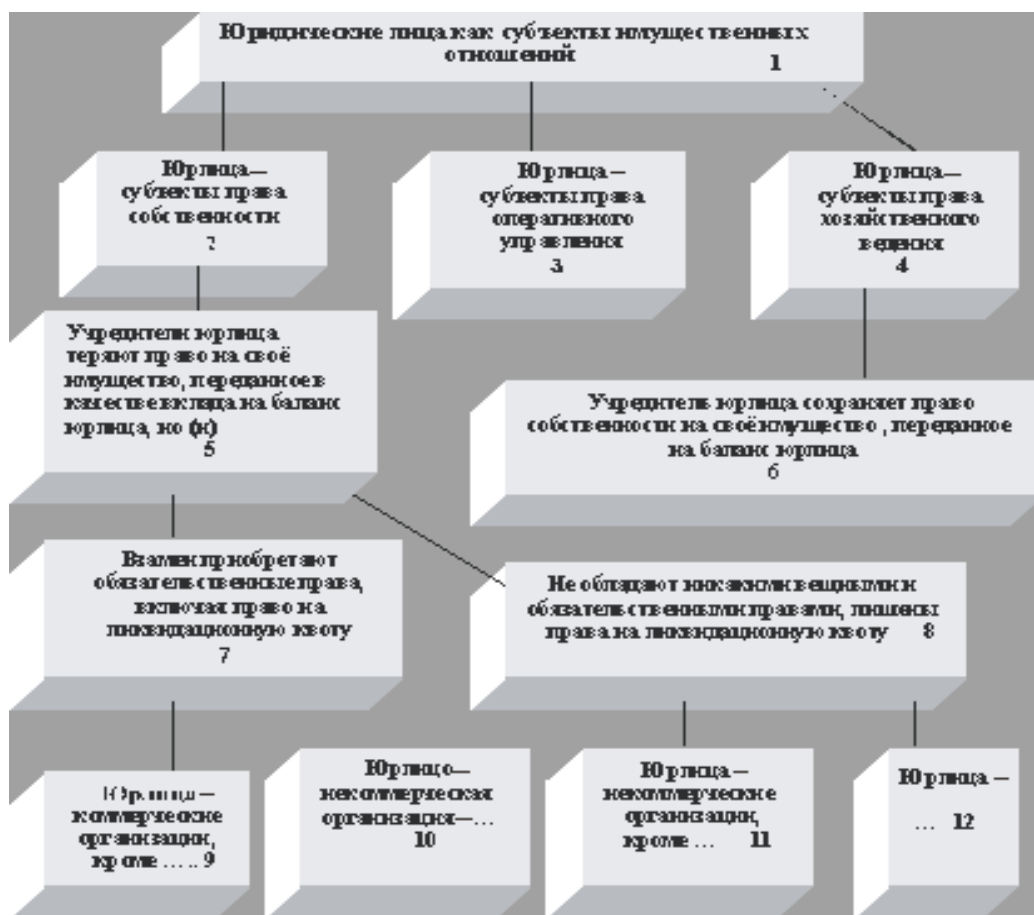 Юридические лица как субъекты имущественных
отношений 1
Юрлица –
субъекты права
собственности
2
Юрлица –
субъекты права
оперативного
управления
3
Юрлица –
субъекты права
хозяйственного
ведения
4
Учредители юрлица
теряют право на своё
имущество, переданное в
качестве вклада на баланс
юрлица, но (и)
5
Учредитель юрлица сохраняет право
собственности на своё имущество , переданное
на баланс юрлица
6
Взамен приобретают
обязательственные права,
включая право на
ликвидационную квоту
7
Не обладают никакими вещными и
обязательственными правами, лишены
права на ликвидационную квоту 8
Юрлица –
коммерческие
организации,
кроме ….. 9
Юрлицо –
некоммерческая
организация – …
10
Юрлица –
некоммерческие
организации,
кроме … 11
Юрлица –
… 12